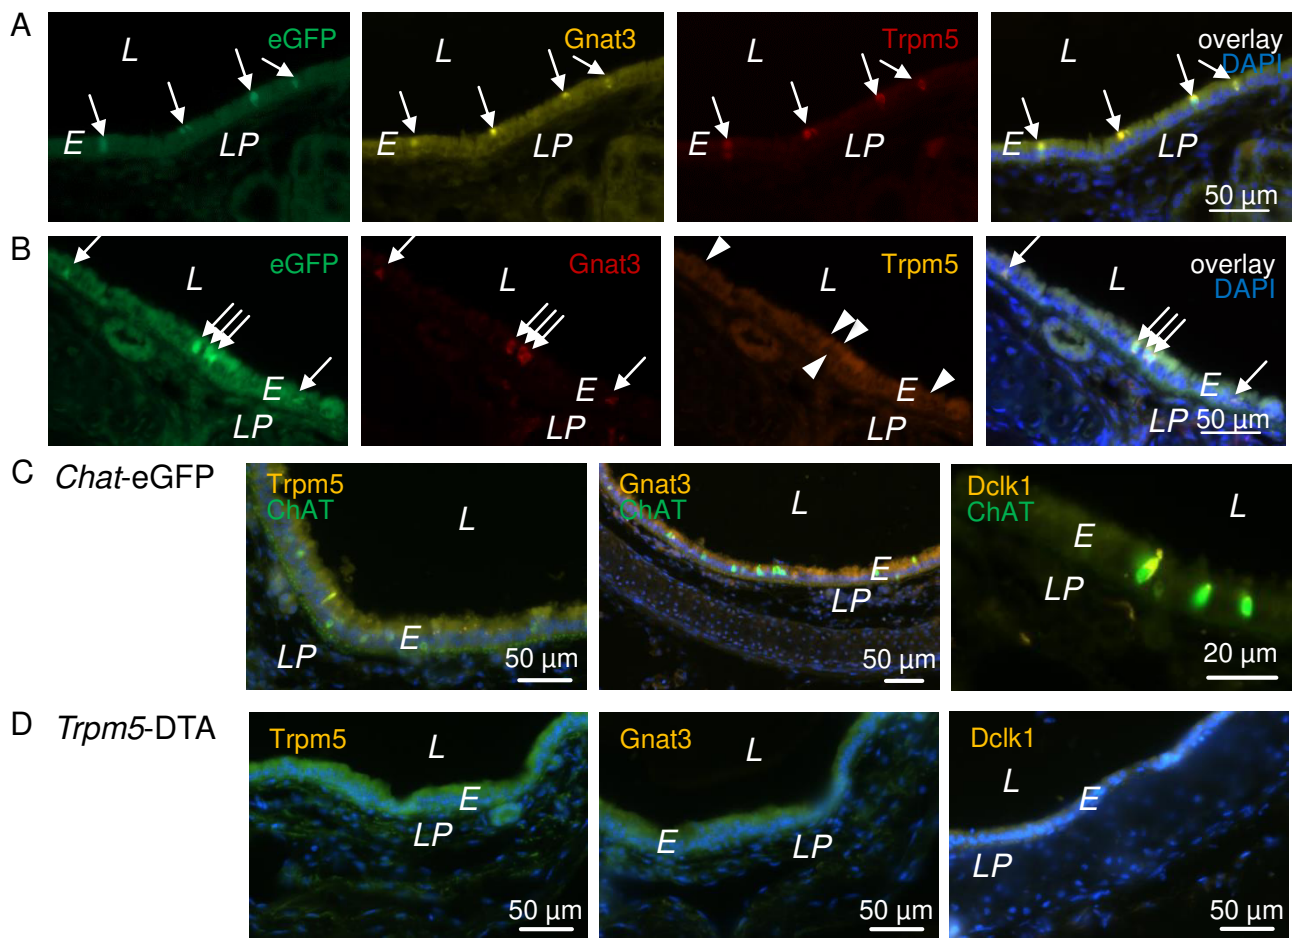 A
L
eGFP
E
LP
L
Gnat3
E
LP
L
Trpm5
E
LP
L
overlay
DAPI
E
LP
50 µm
B
eGFP
L
E
LP
Gnat3
L
E
LP
Trpm5
L
E
LP
overlay
L
DAPI
E
LP
50 µm
C
Chat-eGFP
Trpm5
ChAT
L
E
LP
50 µm
Gnat3
ChAT
L
E
LP
50 µm
Dclk1
ChAT
L
E
LP
20 µm
D
Trpm5-DTA
Trpm5
L
E
LP
50 µm
Gnat3
L
E
LP
50 µm
Dclk1
L
E
LP
50 µm